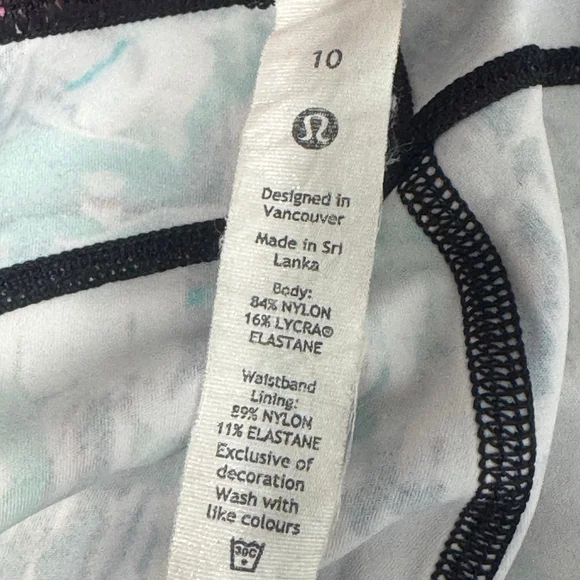 10
Designed in
Vancouver
Made in Sri
Lanka
Body:
84% NYLON
16% LYCRA®
ELASTANE
Waistband
Lining:
89% NYLON
11% ELASTANE
Exclusive of
decoration
Wash with
like colours
30C